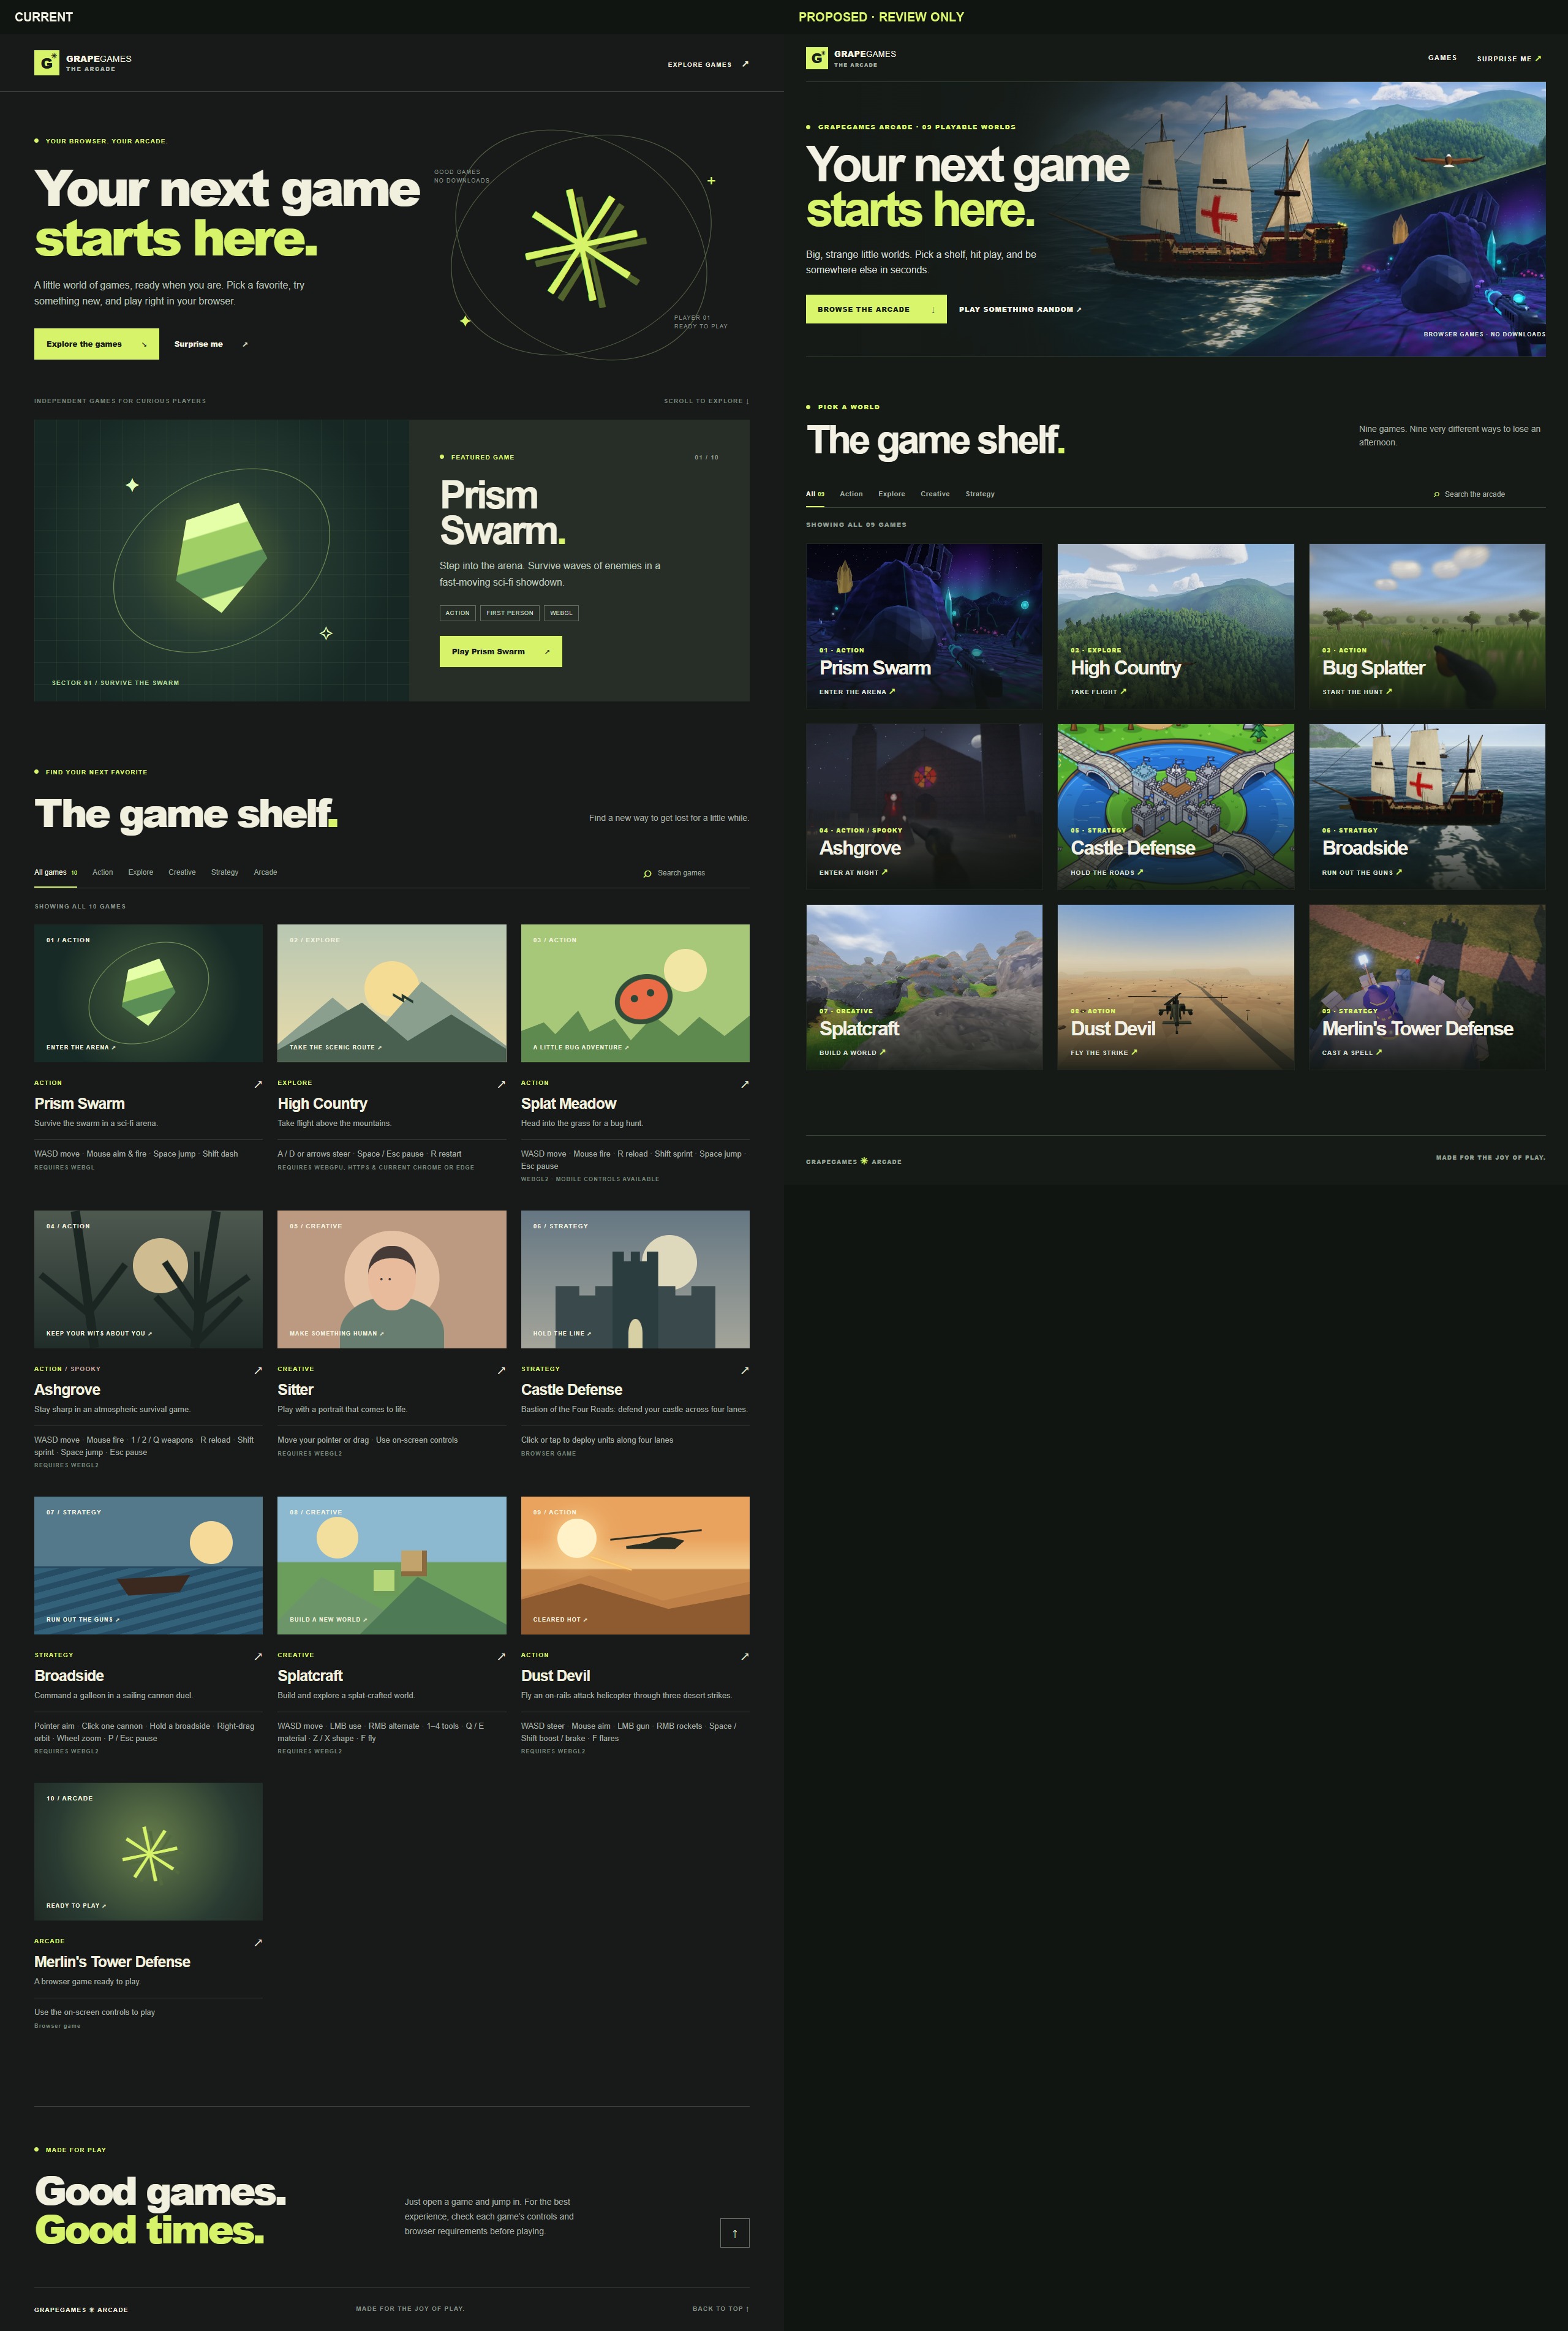 CURRENT
G
GRAPEGAMES
THE ARCADE
EXPLORE GAMES ↗
YOUR BROWSER. YOUR ARCADE.
Your next game
starts here.
A little world of games, ready when you are. Pick a favorite, try
something new, and play right in your browser.
Explore the games ↘
Surprise me ↗
GOOD GAMES
NO DOWNLOADS
PLAYER 01
READY TO PLAY
INDEPENDENT GAMES FOR CURIOUS PLAYERS
SCROLL TO EXPLORE ↓
SECTOR 01 / SURVIVE THE SWARM
FEATURED GAME
01 / 10
Prism
Swarm.
Step into the arena. Survive waves of enemies in a
fast-moving sci-fi showdown.
ACTION
FIRST PERSON
WEBGL
Play Prism Swarm ↗
FIND YOUR NEXT FAVORITE
The game shelf.
Find a new way to get lost for a little while.
All games 10
Action
Explore
Creative
Strategy
Arcade
Search games
SHOWING ALL 10 GAMES
01 / ACTION
ENTER THE ARENA ↗
ACTION ↗
Prism Swarm
Survive the swarm in a sci-fi arena.
WASD move · Mouse aim & fire · Space jump · Shift dash
REQUIRES WEBGL
02 / EXPLORE
TAKE THE SCENIC ROUTE ↗
EXPLORE ↗
High Country
Take flight above the mountains.
A / D or arrows steer · Space / Esc pause · R restart
REQUIRES WEBGPU, HTTPS & CURRENT CHROME OR EDGE
03 / ACTION
A LITTLE BUG ADVENTURE ↗
ACTION ↗
Splat Meadow
Head into the grass for a bug hunt.
WASD move · Mouse fire · R reload · Shift sprint · Space jump ·
Esc pause
WEBGL2 · MOBILE CONTROLS AVAILABLE
04 / ACTION
KEEP YOUR WITS ABOUT YOU ↗
ACTION / SPOOKY ↗
Ashgrove
Stay sharp in an atmospheric survival game.
WASD move · Mouse fire · 1 / 2 / Q weapons · R reload · Shift
sprint · Space jump · Esc pause
REQUIRES WEBGL2
05 / CREATIVE
MAKE SOMETHING HUMAN ↗
CREATIVE ↗
Sitter
Play with a portrait that comes to life.
Move your pointer or drag · Use on-screen controls
REQUIRES WEBGL2
06 / STRATEGY
HOLD THE LINE ↗
STRATEGY ↗
Castle Defense
Bastion of the Four Roads: defend your castle across four lanes.
Click or tap to deploy units along four lanes
BROWSER GAME
07 / STRATEGY
RUN OUT THE GUNS ↗
STRATEGY ↗
Broadside
Command a galleon in a sailing cannon duel.
Pointer aim · Click one cannon · Hold a broadside · Right-drag
orbit · Wheel zoom · P / Esc pause
REQUIRES WEBGL2
08 / CREATIVE
BUILD A NEW WORLD ↗
CREATIVE ↗
Splatcraft
Build and explore a splat-crafted world.
WASD move · LMB use · RMB alternate · 1–4 tools · Q / E
material · Z / X shape · F fly
REQUIRES WEBGL2
09 / ACTION
CLEARED HOT ↗
ACTION ↗
Dust Devil
Fly an on-rails attack helicopter through three desert strikes.
WASD steer · Mouse aim · LMB gun · RMB rockets · Space /
Shift boost / brake · F flares
REQUIRES WEBGL2
10 / ARCADE
READY TO PLAY ↗
ARCADE ↗
Merlin's Tower Defense
A browser game ready to play.
Use the on-screen controls to play
Browser game
MADE FOR PLAY
Good games.
Good times.
Just open a game and jump in. For the best
experience, check each game's controls and
browser requirements before playing.
↑
GRAPEGAMES ✳ ARCADE
MADE FOR THE JOY OF PLAY.
BACK TO TOP ↑
PROPOSED · REVIEW ONLY
G
GRAPEGAMES
THE ARCADE
GAMES
SURPRISE ME ↗
GRAPEGAMES ARCADE · 09 PLAYABLE WORLDS
Your next game
starts here.
Big, strange little worlds. Pick a shelf, hit play, and be
somewhere else in seconds.
BROWSE THE ARCADE ↓
PLAY SOMETHING RANDOM ↗
BROWSER GAMES · NO DOWNLOADS
PICK A WORLD
The game shelf.
Nine games. Nine very different ways to lose an
afternoon.
All 09
Action
Explore
Creative
Strategy
Search the arcade
SHOWING ALL 09 GAMES
01 · ACTION
Prism Swarm
ENTER THE ARENA ↗
02 · EXPLORE
High Country
TAKE FLIGHT ↗
03 · ACTION
Bug Splatter
START THE HUNT ↗
04 · ACTION / SPOOKY
Ashgrove
ENTER AT NIGHT ↗
05 · STRATEGY
Castle Defense
HOLD THE ROADS ↗
06 · STRATEGY
Broadside
RUN OUT THE GUNS ↗
07 · CREATIVE
Splatcraft
BUILD A WORLD ↗
08 · ACTION
Dust Devil
FLY THE STRIKE ↗
09 · STRATEGY
Merlin's Tower Defense
CAST A SPELL ↗
GRAPEGAMES ✳ ARCADE
MADE FOR THE JOY OF PLAY.